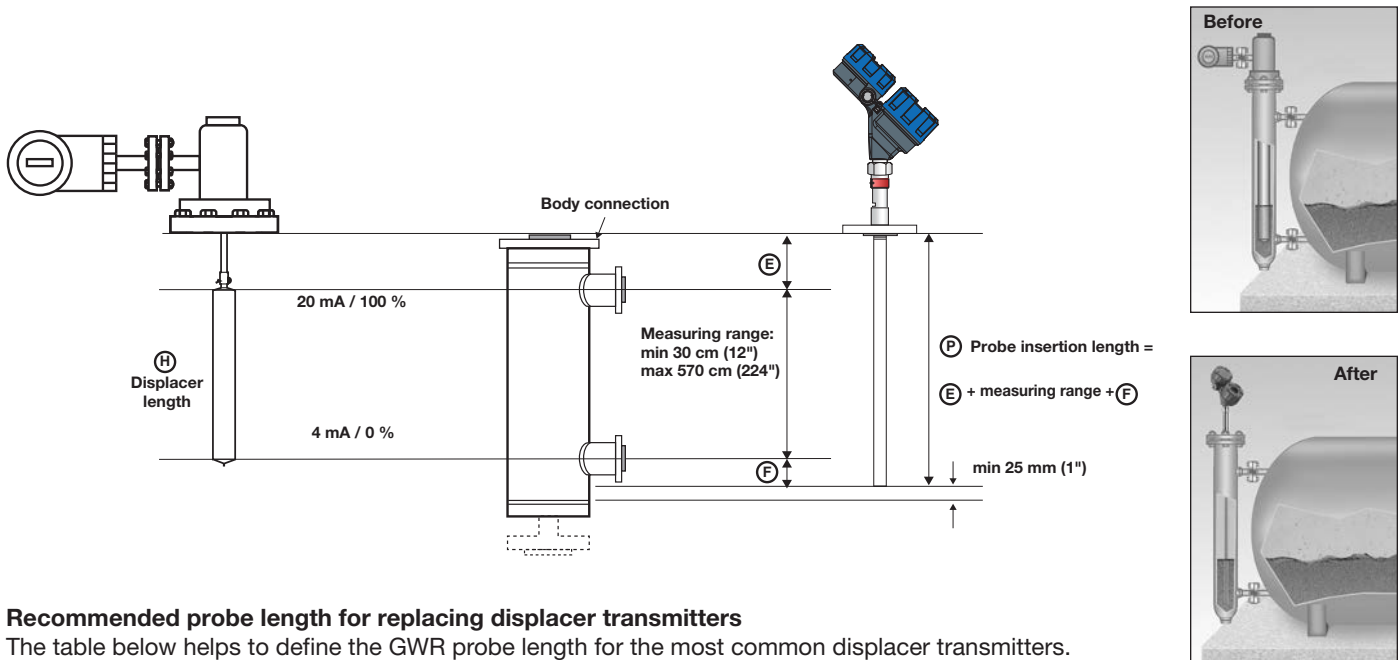 Before
Body connection
E
20 mA / 100 %
Measuring range:
min 30 cm (12")
max 570 cm (224")
P Probe insertion length =
E + measuring range + F
H
Displacer
length
4 mA / 0 %
F
min 25 mm (1")
After
Recommended probe length for replacing displacer transmitters
The table below helps to define the GWR probe length for the most common displacer transmitters.